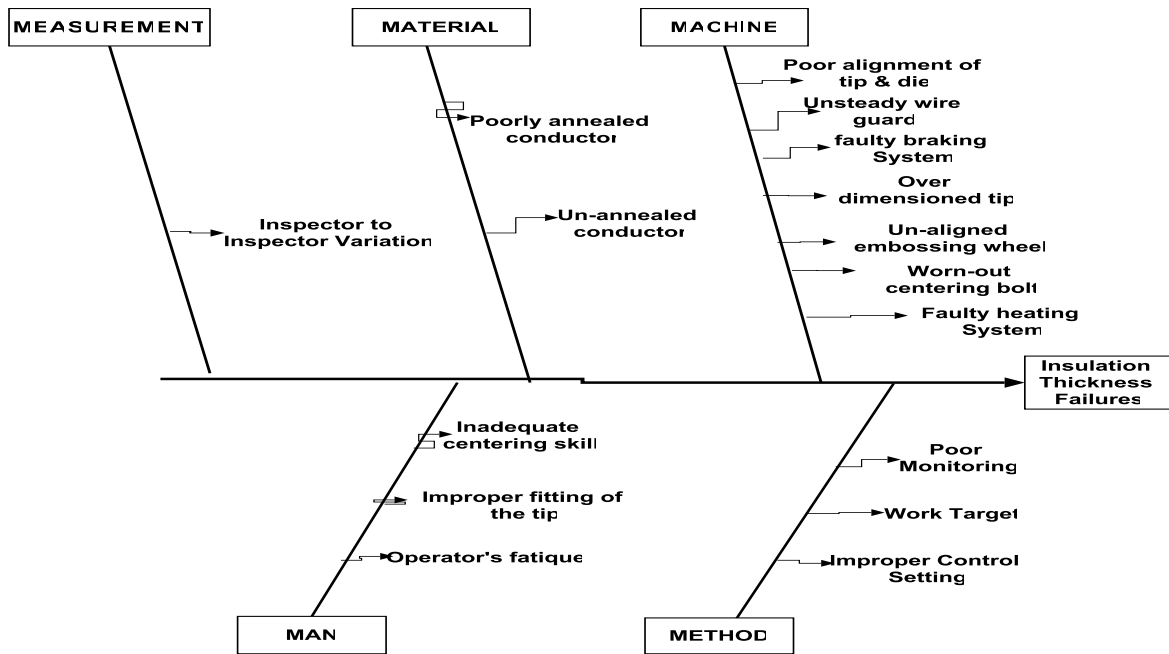 MEASUREMENT
MATERIAL
MACHINE
Poor alignment of
tip & die
Unsteady wire
guard
faulty braking
System
Over
dimensioned tip
Un-aligned
embossing wheel
Worn-out
centering bolt
Faulty heating
System
Poorly annealed
conductor
Un-annealed
conductor
Inspector to
Inspector Variation
Insulation
Thickness
Failures
Inadequate
centering skill
Improper fitting of
the tip
Operator's fatique
Poor
Monitoring
Work Target
Improper Control
Setting
MAN
METHOD